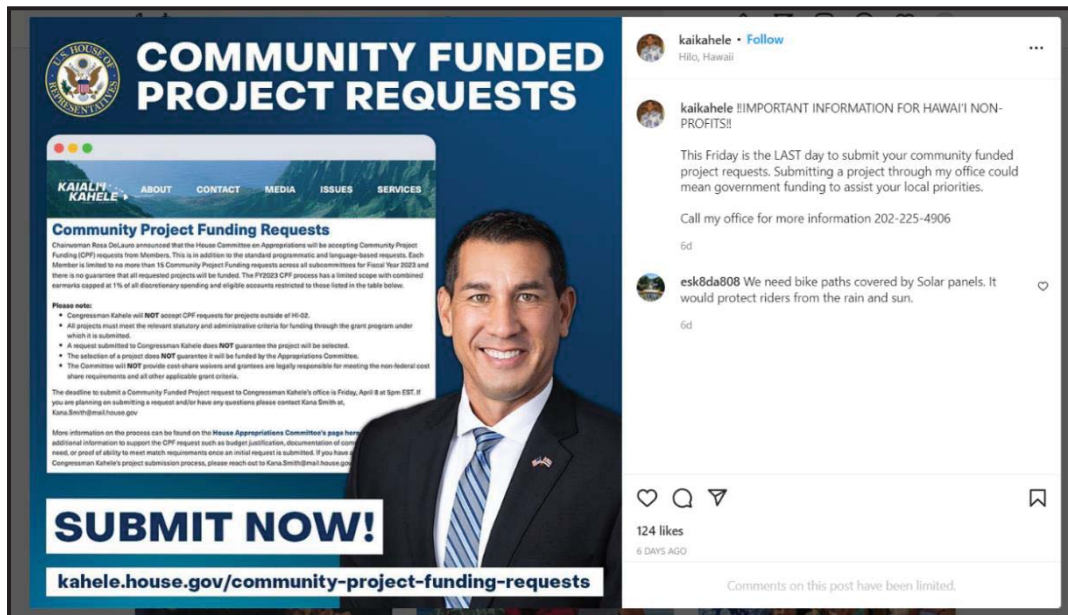 U.S. HOUSE OF REPRESENTATIVES
COMMUNITY FUNDED
PROJECT REQUESTS
KAIALI'I
KAHELE
ABOUT CONTACT MEDIA ISSUES SERVICES
Community Project Funding Requests
Chairwoman Rosa DeLauro announced that the House Committee on Appropriations will be accepting Community Project
Funding (CPF) requests from Members. This is in addition to the standard programmatic and language-based requests. Each
Member is limited to no more than 15 Community Project Funding requests across all subcommittees for Fiscal Year 2023 and
there is no guarantee that all requested projects will be funded. The FY2023 CPF process has a limited scope with combined
earmarks capped at 1% of all discretionary spending and eligible accounts restricted to those listed in the table below.
Please note:
• Congressman Kahele will NOT accept CPF requests for projects outside of HI-02.
• All projects must meet the relevant statutory and administrative criteria for funding through the grant program under
which it is submitted.
• A request submitted to Congressman Kahele does NOT guarantee the project will be selected.
• The selection of a project does NOT guarantee it will be funded by the Appropriations Committee.
• The Committee will NOT provide cost-share waivers and grantees are legally responsible for meeting the non-federal cost
share requirements and all other applicable grant criteria.
The deadline to submit a Community Funded Project request to Congressman Kahele's office is Friday, April 8 at 5pm EST. If
you are planning on submitting a request and/or have any questions please contact Kana Smith at,
Kana.Smith@mail.house.gov
More information on the process can be found on the House Appropriations Committee's page here
additional information to support the CPF request such as budget justification, documentation of
need, or proof of ability to meet match requirements once an initial request is submitted. If you have
Congressman Kahele's project submission process, please reach out to Kana.Smith@mail.house.gov
SUBMIT NOW!
kahele.house.gov/community-project-funding-requests
kaikahele • Follow
Hilo, Hawaii
kaikahele ‼IMPORTANT INFORMATION FOR HAWAI'I NON-
PROFITS‼
This Friday is the LAST day to submit your community funded
project requests. Submitting a project through my office could
mean government funding to assist your local priorities.
Call my office for more information 202-225-4906
6d
esk8da808 We need bike paths covered by Solar panels. It
would protect riders from the rain and sun.
6d
124 likes
6 DAYS AGO
Comments on this post have been limited.